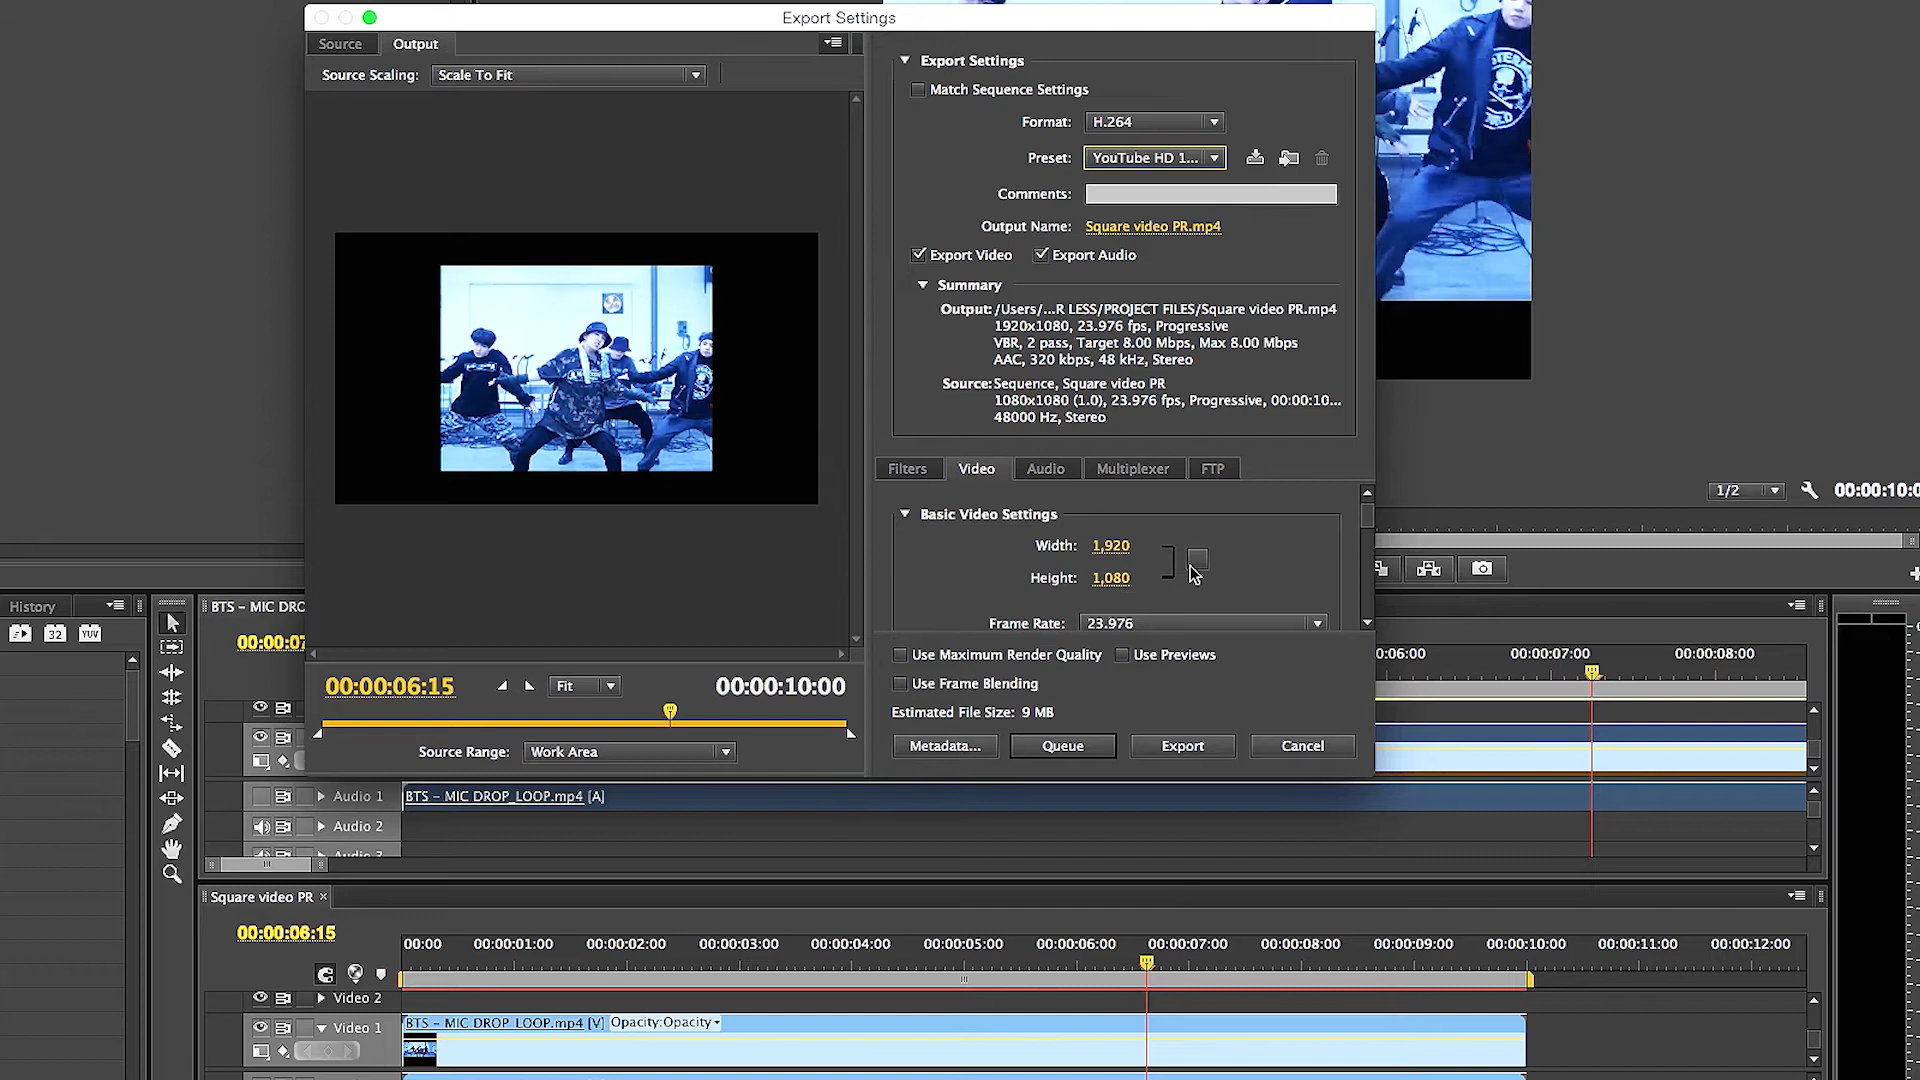 Export Settings
Source
Output
Source Scaling:
Scale To Fit
Export Settings
Match Sequence Settings
Format:
H.264
Preset:
YouTube HD 1...
Comments:
Output Name:
Square video PR.mp4
Export Video
Export Audio
Summary
Output: /Users/...R LESS/PROJECT FILES/Square video PR.mp4
1920x1080, 23.976 fps, Progressive
VBR, 2 pass, Target 8.00 Mbps, Max 8.00 Mbps
AAC, 320 kbps, 48 kHz, Stereo
Source: Sequence, Square video PR
1080x1080 (1.0), 23.976 fps, Progressive, 00:00:10...
48000 Hz, Stereo
Filters
Video
Audio
Multiplexer
FTP
1/2
00:00:10:0
Basic Video Settings
Width:
1,920
Height:
1,080
Frame Rate:
23.976
Use Maximum Render Quality
Use Previews
Use Frame Blending
Estimated File Size: 9 MB
Metadata...
Queue
Export
Cancel
00:00:06:15
Fit
00:00:10:00
Source Range:
Work Area
History
32
YUV
BTS - MIC DRO
00:00:07
0:06:00
00:00:07:00
00:00:08:00
Audio 1
BTS - MIC DROP_LOOP.mp4 [A]
Audio 2
Audio 3
Square video PR
00:00:06:15
00:00
00:00:01:00
00:00:02:00
00:00:03:00
00:00:04:00
00:00:05:00
00:00:06:00
00:00:07:00
00:00:08:00
00:00:09:00
00:00:10:00
00:00:11:00
00:00:12:00
Video 2
Video 1
BTS - MIC DROP_LOOP.mp4 [V]
Opacity:Opacity